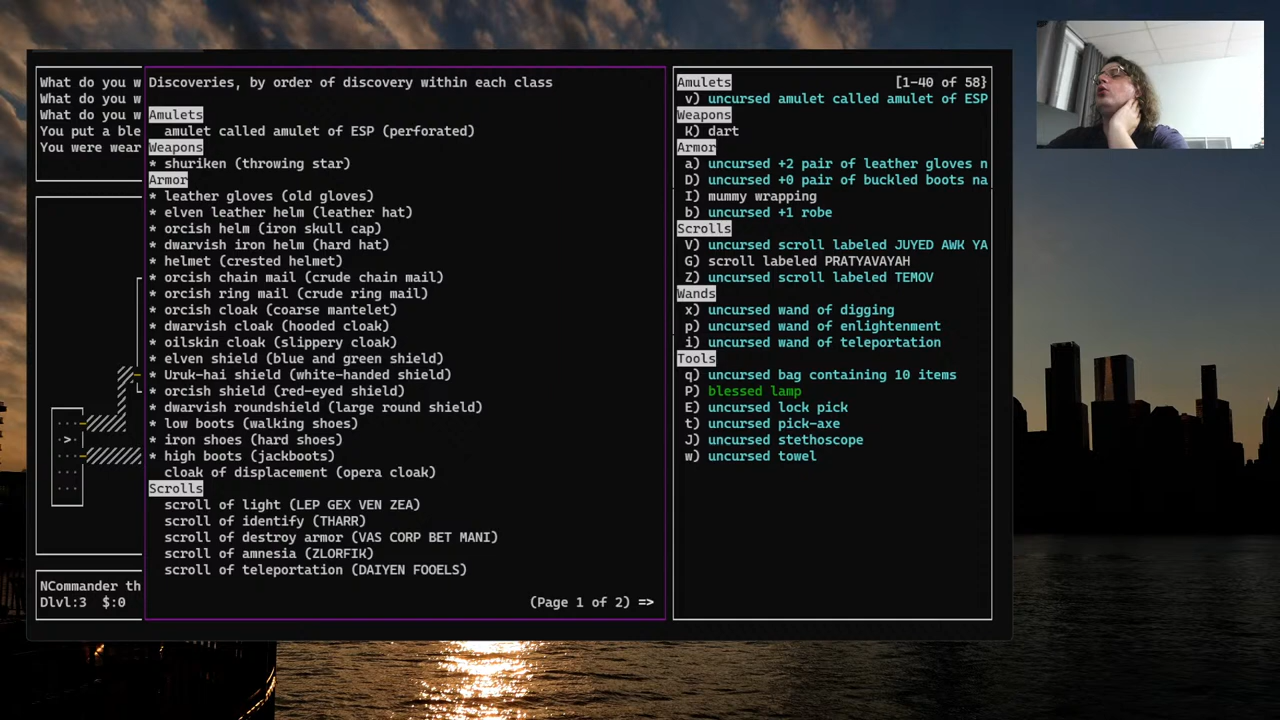 What do you w
What do you w
What do you w
You put a ble
You were wear
NCommander th
Dlvl:3 $:0
Discoveries, by order of discovery within each class
Amulets
amulet called amulet of ESP (perforated)
Weapons
* shuriken (throwing star)
Armor
* leather gloves (old gloves)
* elven leather helm (leather hat)
* orcish helm (iron skull cap)
* dwarvish iron helm (hard hat)
* helmet (crested helmet)
* orcish chain mail (crude chain mail)
* orcish ring mail (crude ring mail)
* orcish cloak (coarse mantelet)
* dwarvish cloak (hooded cloak)
* oilskin cloak (slippery cloak)
* elven shield (blue and green shield)
* Uruk-hai shield (white-handed shield)
* orcish shield (red-eyed shield)
* dwarvish roundshield (large round shield)
* low boots (walking shoes)
* iron shoes (hard shoes)
* high boots (jackboots)
cloak of displacement (opera cloak)
Scrolls
scroll of light (LEP GEX VEN ZEA)
scroll of identify (THARR)
scroll of destroy armor (VAS CORP BET MANI)
scroll of amnesia (ZLORFIK)
scroll of teleportation (DAIYEN FOOELS)
(Page 1 of 2) =>
Amulets [1-40 of 58}
v) uncursed amulet called amulet of ESP
Weapons
K) dart
Armor
a) uncursed +2 pair of leather gloves n
D) uncursed +0 pair of buckled boots na
I) mummy wrapping
b) uncursed +1 robe
Scrolls
V) uncursed scroll labeled JUYED AWK YA
G) scroll labeled PRATYAVAYAH
Z) uncursed scroll labeled TEMOV
Wands
x) uncursed wand of digging
p) uncursed wand of enlightenment
i) uncursed wand of teleportation
Tools
q) uncursed bag containing 10 items
P) blessed lamp
E) uncursed lock pick
t) uncursed pick-axe
J) uncursed stethoscope
w) uncursed towel